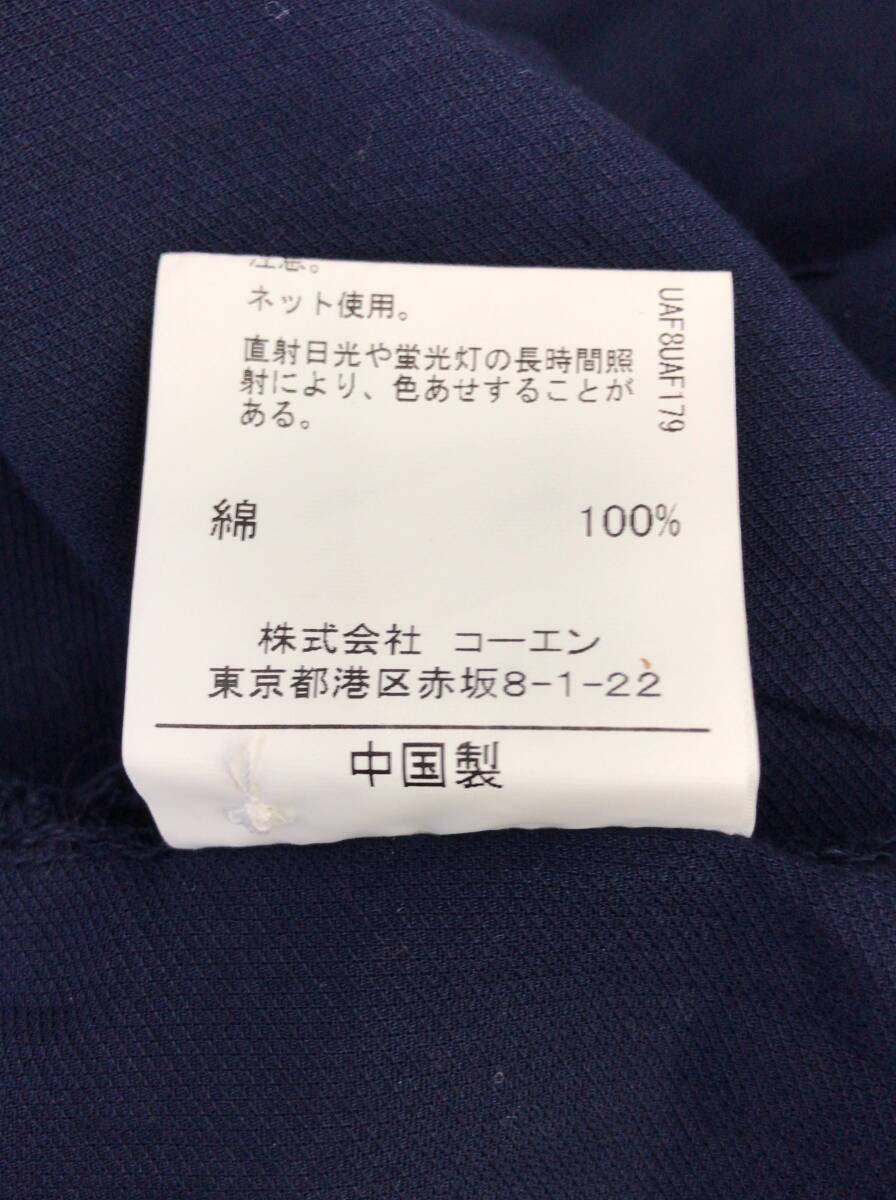 注意。
ネット使用。
直射日光や蛍光灯の長時間照
射により、色あせすることが
ある。
UAF8UAF179
綿 100%
株式会社 コーエン
東京都港区赤坂8-1-22
中国製